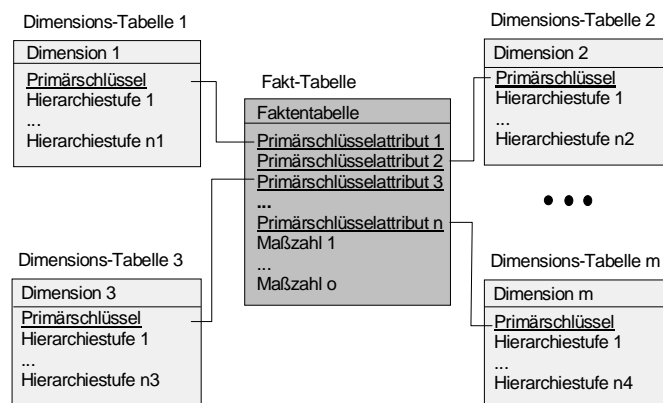 Dimensions-Tabelle 1
Dimension 1
Primärschlüssel
Hierarchiestufe 1
...
Hierarchiestufe n1
Fakt-Tabelle
Faktentabelle
Primärschlüsselattribut 1
Primärschlüsselattribut 2
Primärschlüsselattribut 3
...
Primärschlüsselattribut n
Maßzahl 1
...
Maßzahl o
Dimensions-Tabelle 2
Dimension 2
Primärschlüssel
Hierarchiestufe 1
...
Hierarchiestufe n2
Dimensions-Tabelle 3
Dimension 3
Primärschlüssel
Hierarchiestufe 1
...
Hierarchiestufe n3
Dimensions-Tabelle m
Dimension m
Primärschlüssel
Hierarchiestufe 1
...
Hierarchiestufe n4